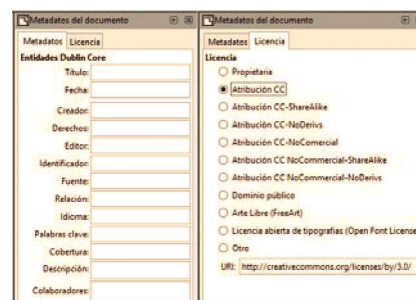 Metadatos del documento
Metadatos Licencia
Entidades Dublin Core
Título:
Fecha:
Creador:
Derechos:
Editor:
Identificador:
Fuente:
Relación:
Idioma:
Palabras clave:
Cobertura:
Descripción:
Colaboradores:
Metadatos del documento
Metadatos Licencia
Licencia
Propietaria
Atribución CC
Atribución CC-ShareAlike
Atribución CC-NoDerivs
Atribución CC-NoComercial
Atribución CC NoCommercial-ShareAlike
Atribución CC NoCommercial-NoDerivs
Dominio público
Arte Libre (FreeArt)
Licencia abierta de tipografías (Open Font License
Otro
URI: http://creativecommons.org/licenses/by/3.0/